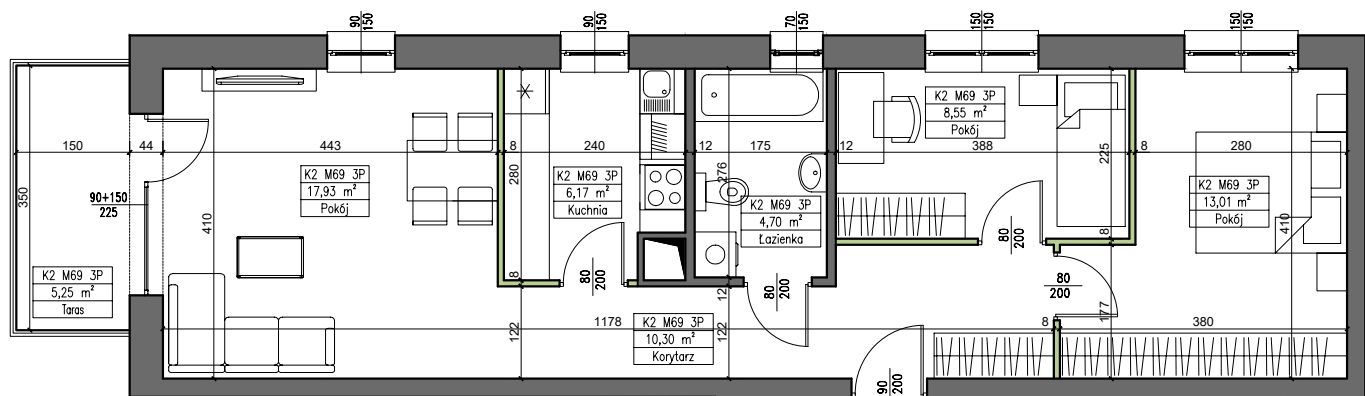 90
150
90
150
70
150
150
150
150
150
150
44
443
8
240
12
175
12
388
8
280
350
90+150
225
410
280
276
225
410
K2 M69 3P
17,93 m²
Pokój
K2 M69 3P
6,17 m²
Kuchnia
K2 M69 3P
4,70 m²
Łazienka
K2 M69 3P
8,55 m²
Pokój
K2 M69 3P
13,01 m²
Pokój
K2 M69 3P
5,25 m²
Taras
80
200
80
200
80
200
80
200
8
12
8
122
122
177
1178
8
380
K2 M69 3P
10,30 m²
Korytarz
90
200